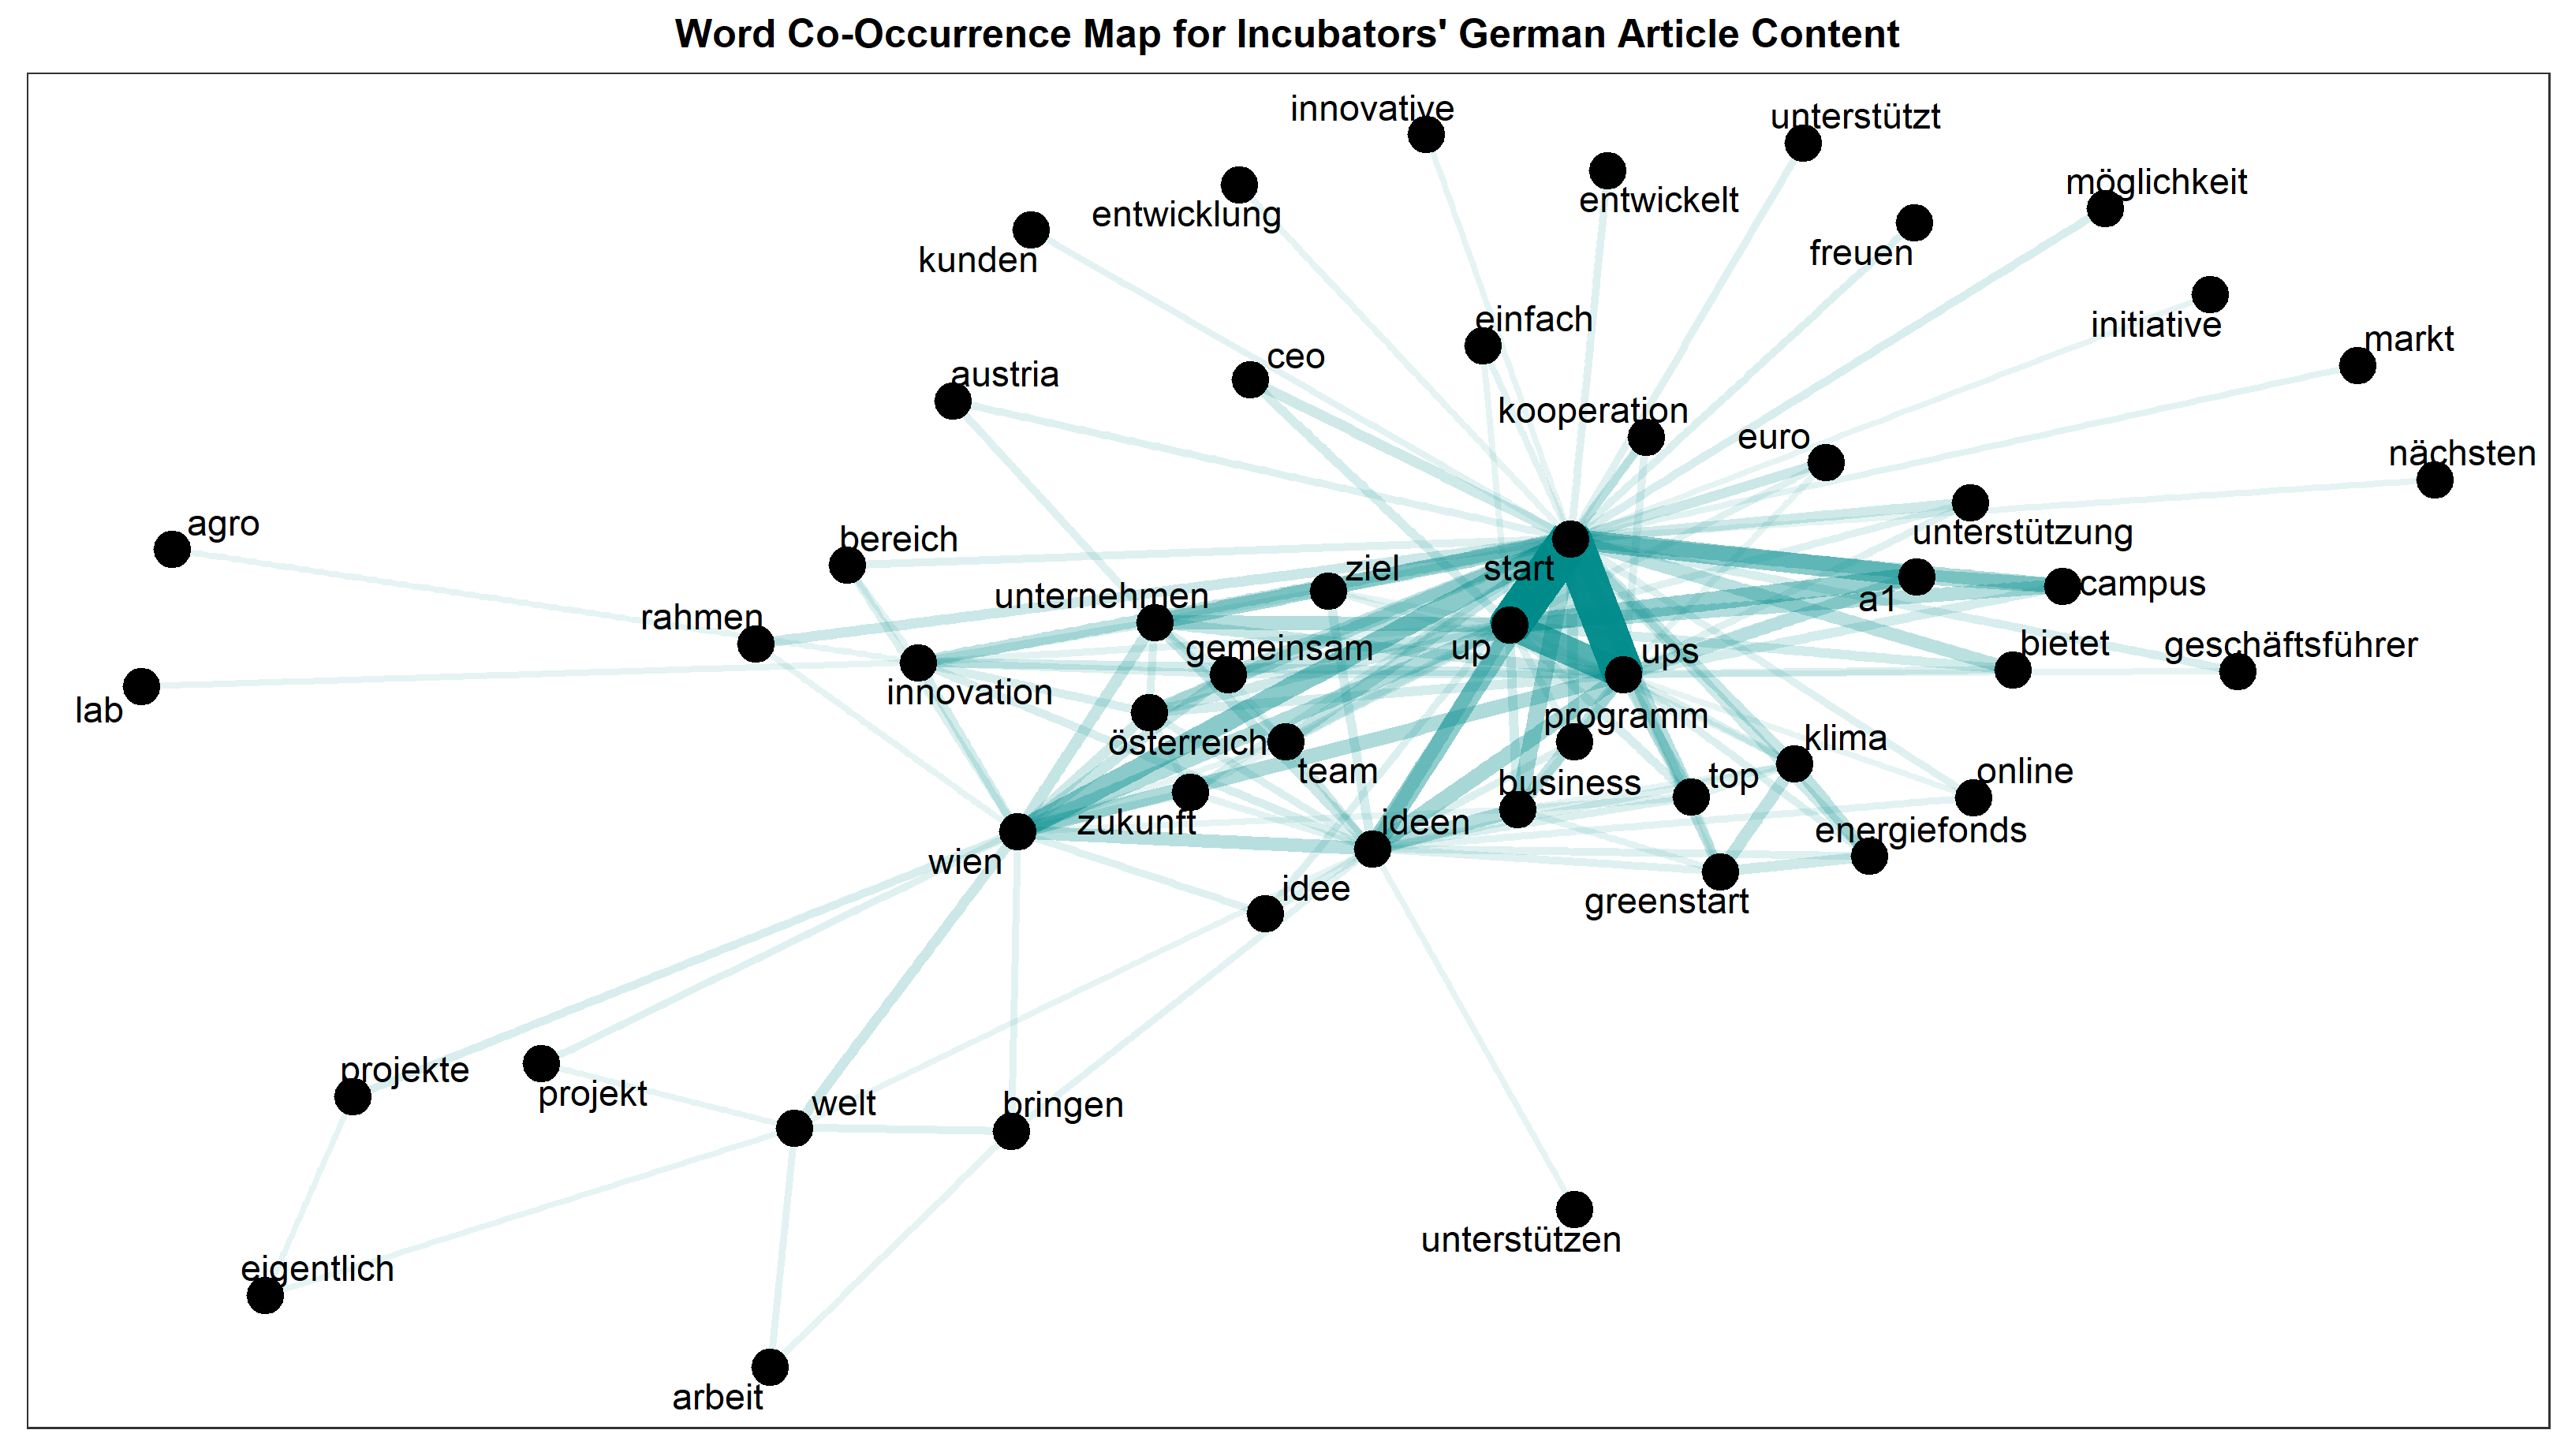 Word Co-Occurrence Map for Incubators' German Article Content
innovative
unterstützt
entwickelt
möglichkeit
entwicklung
freuen
kunden
einfach
initiative
markt
ceo
austria
kooperation
euro
nächsten
agro
bereich
unterstützung
ziel
start
campus
unternehmen
a1
rahmen
gemeinsam
up
ups
bietet
geschäftsführer
innovation
lab
programm
österreich
klima
team
top
online
business
zukunft
ideen
energiefonds
wien
idee
greenstart
projekte
projekt
welt
bringen
unterstützen
eigentlich
arbeit